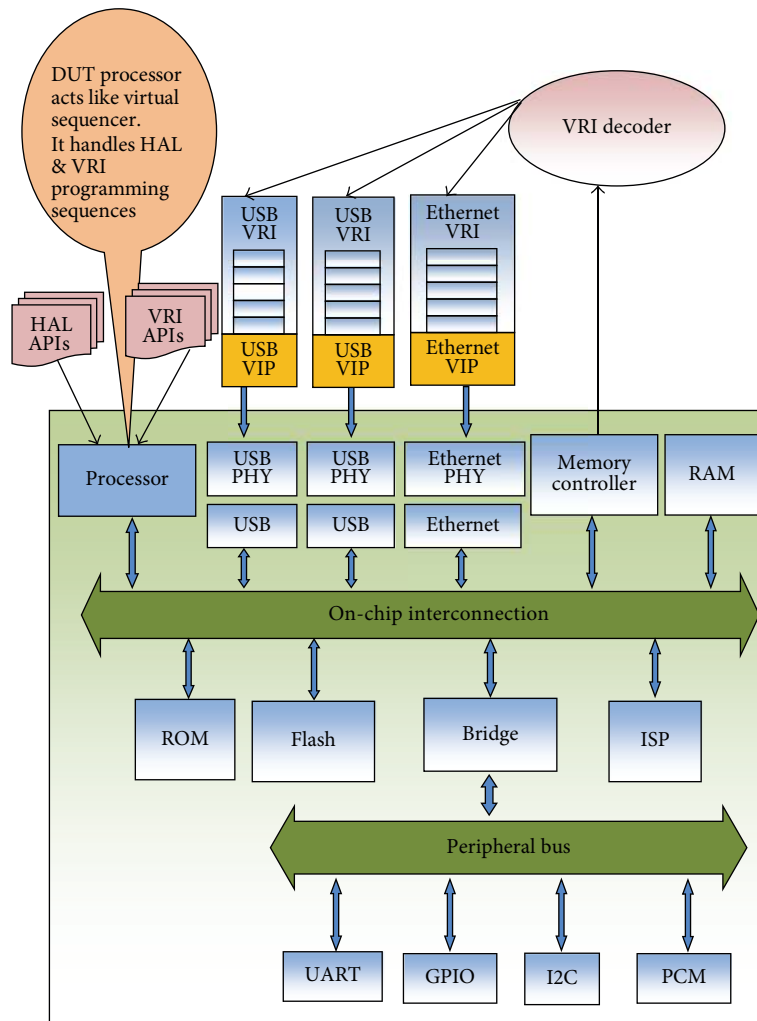 DUT processor
acts like virtual
sequencer.
It handles HAL
& VRI
programming
sequences
VRI decoder
USB
VRI
USB
VRI
Ethernet
VRI
HAL
APIs
VRI
APIs
USB
VIP
USB
VIP
Ethernet
VIP
Processor
USB
PHY
USB
PHY
Ethernet
PHY
Memory
controller
RAM
USB
USB
Ethernet
On-chip interconnection
ROM
Flash
Bridge
ISP
Peripheral bus
UART
GPIO
I2C
PCM